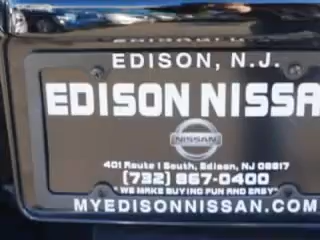 EDISON, N.J.
EDISON NISSA
NISSAN
401 Route 1 South, Edison, NJ 08817
(732) 867-0400
" WE MAKE BUYING FUN AND EASY"
MYEDISONNISSAN.COM